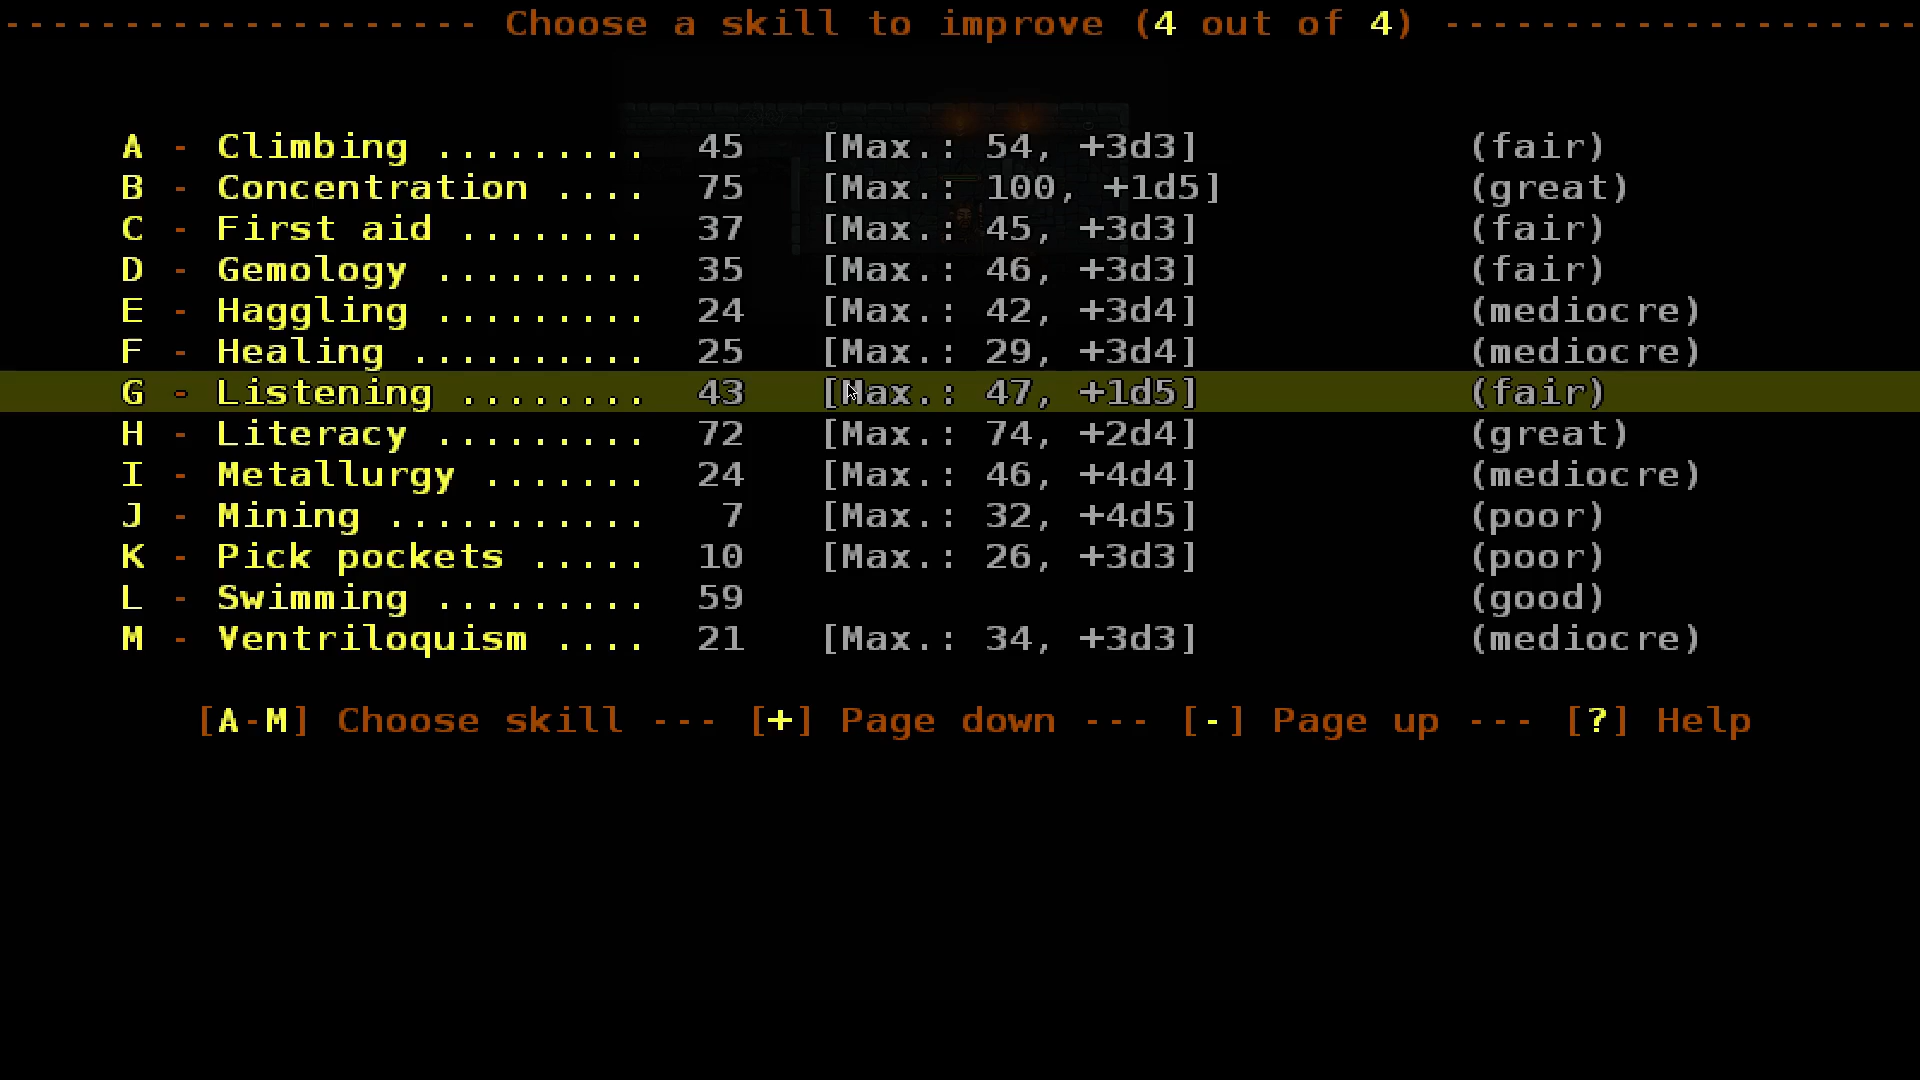 -------------------- Choose a skill to improve (4 out of 4) --------------------
A - Climbing ......... 45 [Max.: 54, +3d3] (fair)
B - Concentration .... 75 [Max.: 100, +1d5] (great)
C - First aid ........ 37 [Max.: 45, +3d3] (fair)
D - Gemology ......... 35 [Max.: 46, +3d3] (fair)
E - Haggling ......... 24 [Max.: 42, +3d4] (mediocre)
F - Healing .......... 25 [Max.: 29, +3d4] (mediocre)
G - Listening ........ 43 [Max.: 47, +1d5] (fair)
H - Literacy ......... 72 [Max.: 74, +2d4] (great)
I - Metallurgy ....... 24 [Max.: 46, +4d4] (mediocre)
J - Mining ........... 7 [Max.: 32, +4d5] (poor)
K - Pick pockets ..... 10 [Max.: 26, +3d3] (poor)
L - Swimming ......... 59 (good)
M - Ventriloquism .... 21 [Max.: 34, +3d3] (mediocre)
[A-M] Choose skill --- [+] Page down --- [-] Page up --- [?] Help